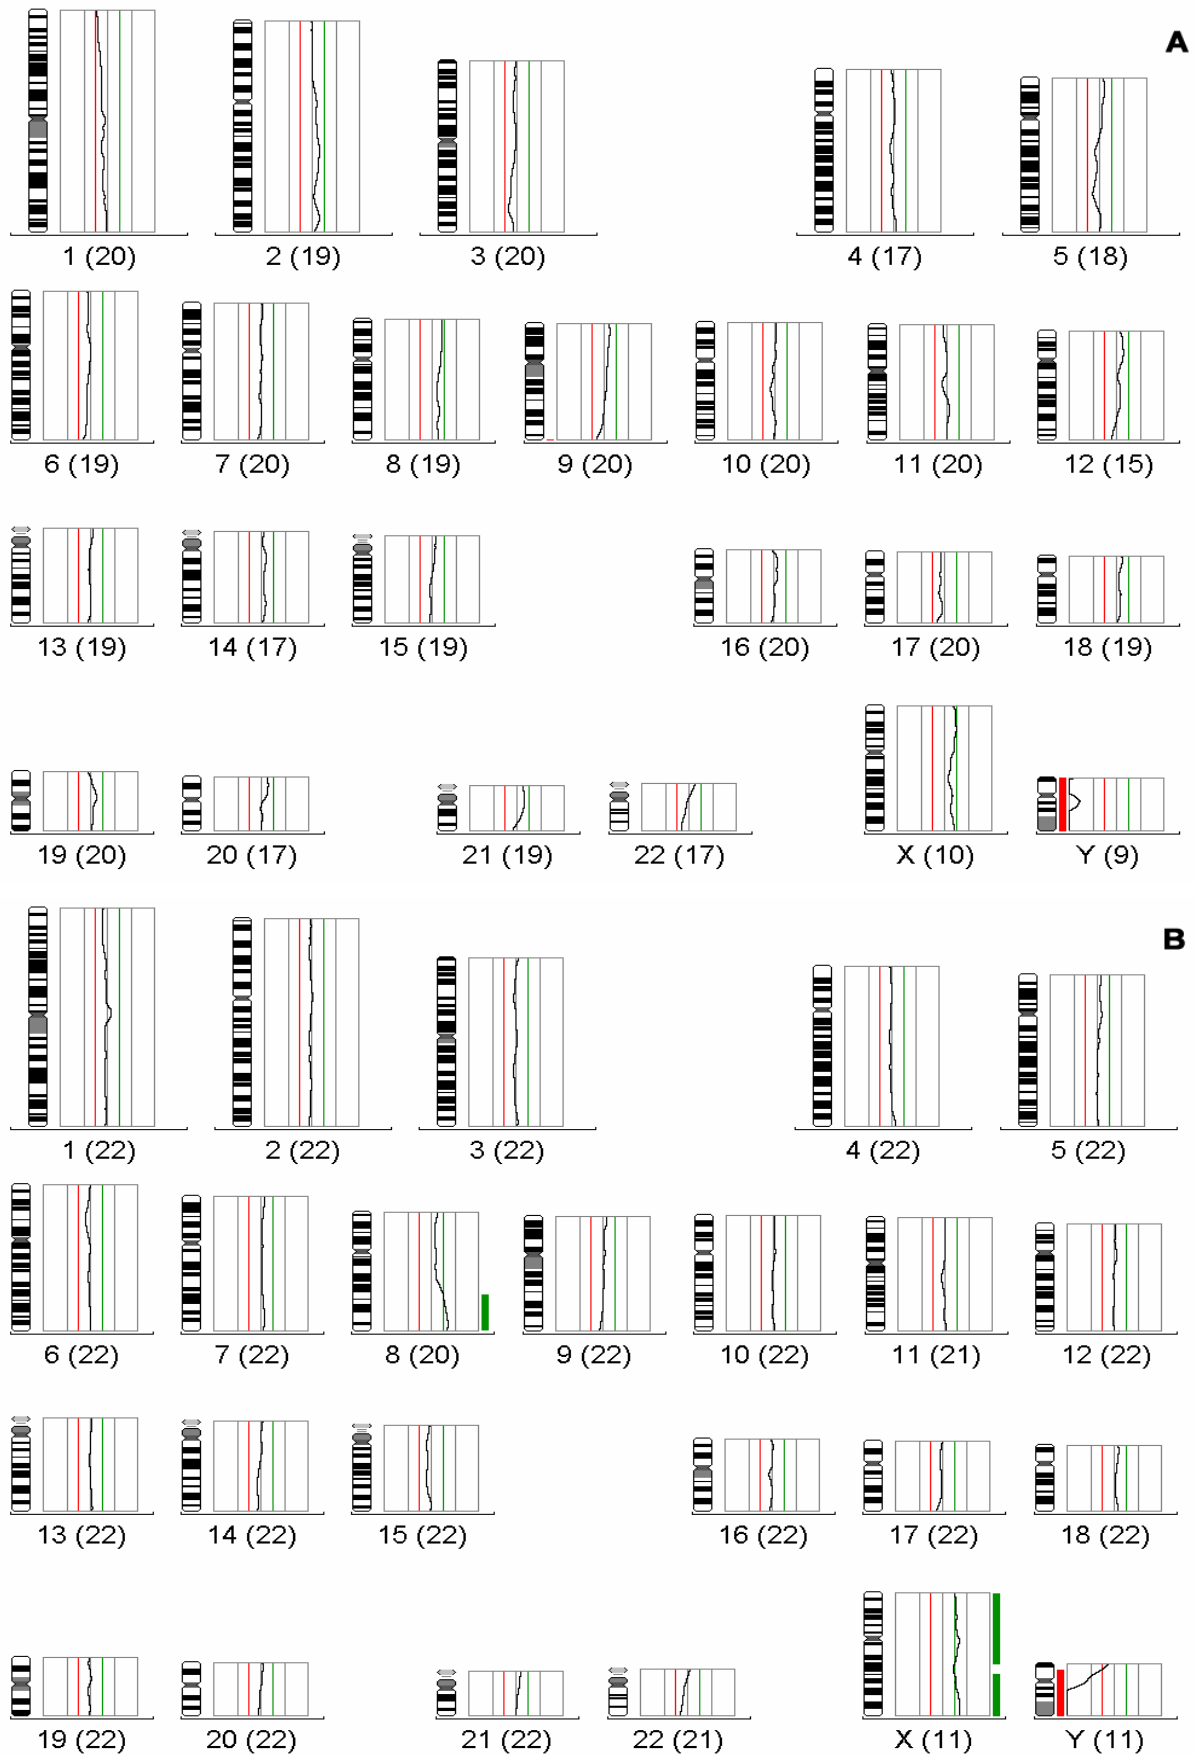 A
1 (20) 2 (19) 3 (20) 4 (17) 5 (18)
6 (19) 7 (20) 8 (19) 9 (20) 10 (20) 11 (20) 12 (15)
13 (19) 14 (17) 15 (19) 16 (20) 17 (20) 18 (19)
19 (20) 20 (17) 21 (19) 22 (17) X (10) Y (9)
B
1 (22) 2 (22) 3 (22) 4 (22) 5 (22)
6 (22) 7 (22) 8 (20) 9 (22) 10 (22) 11 (21) 12 (22)
13 (22) 14 (22) 15 (22) 16 (22) 17 (22) 18 (22)
19 (22) 20 (22) 21 (22) 22 (21) X (11) Y (11)